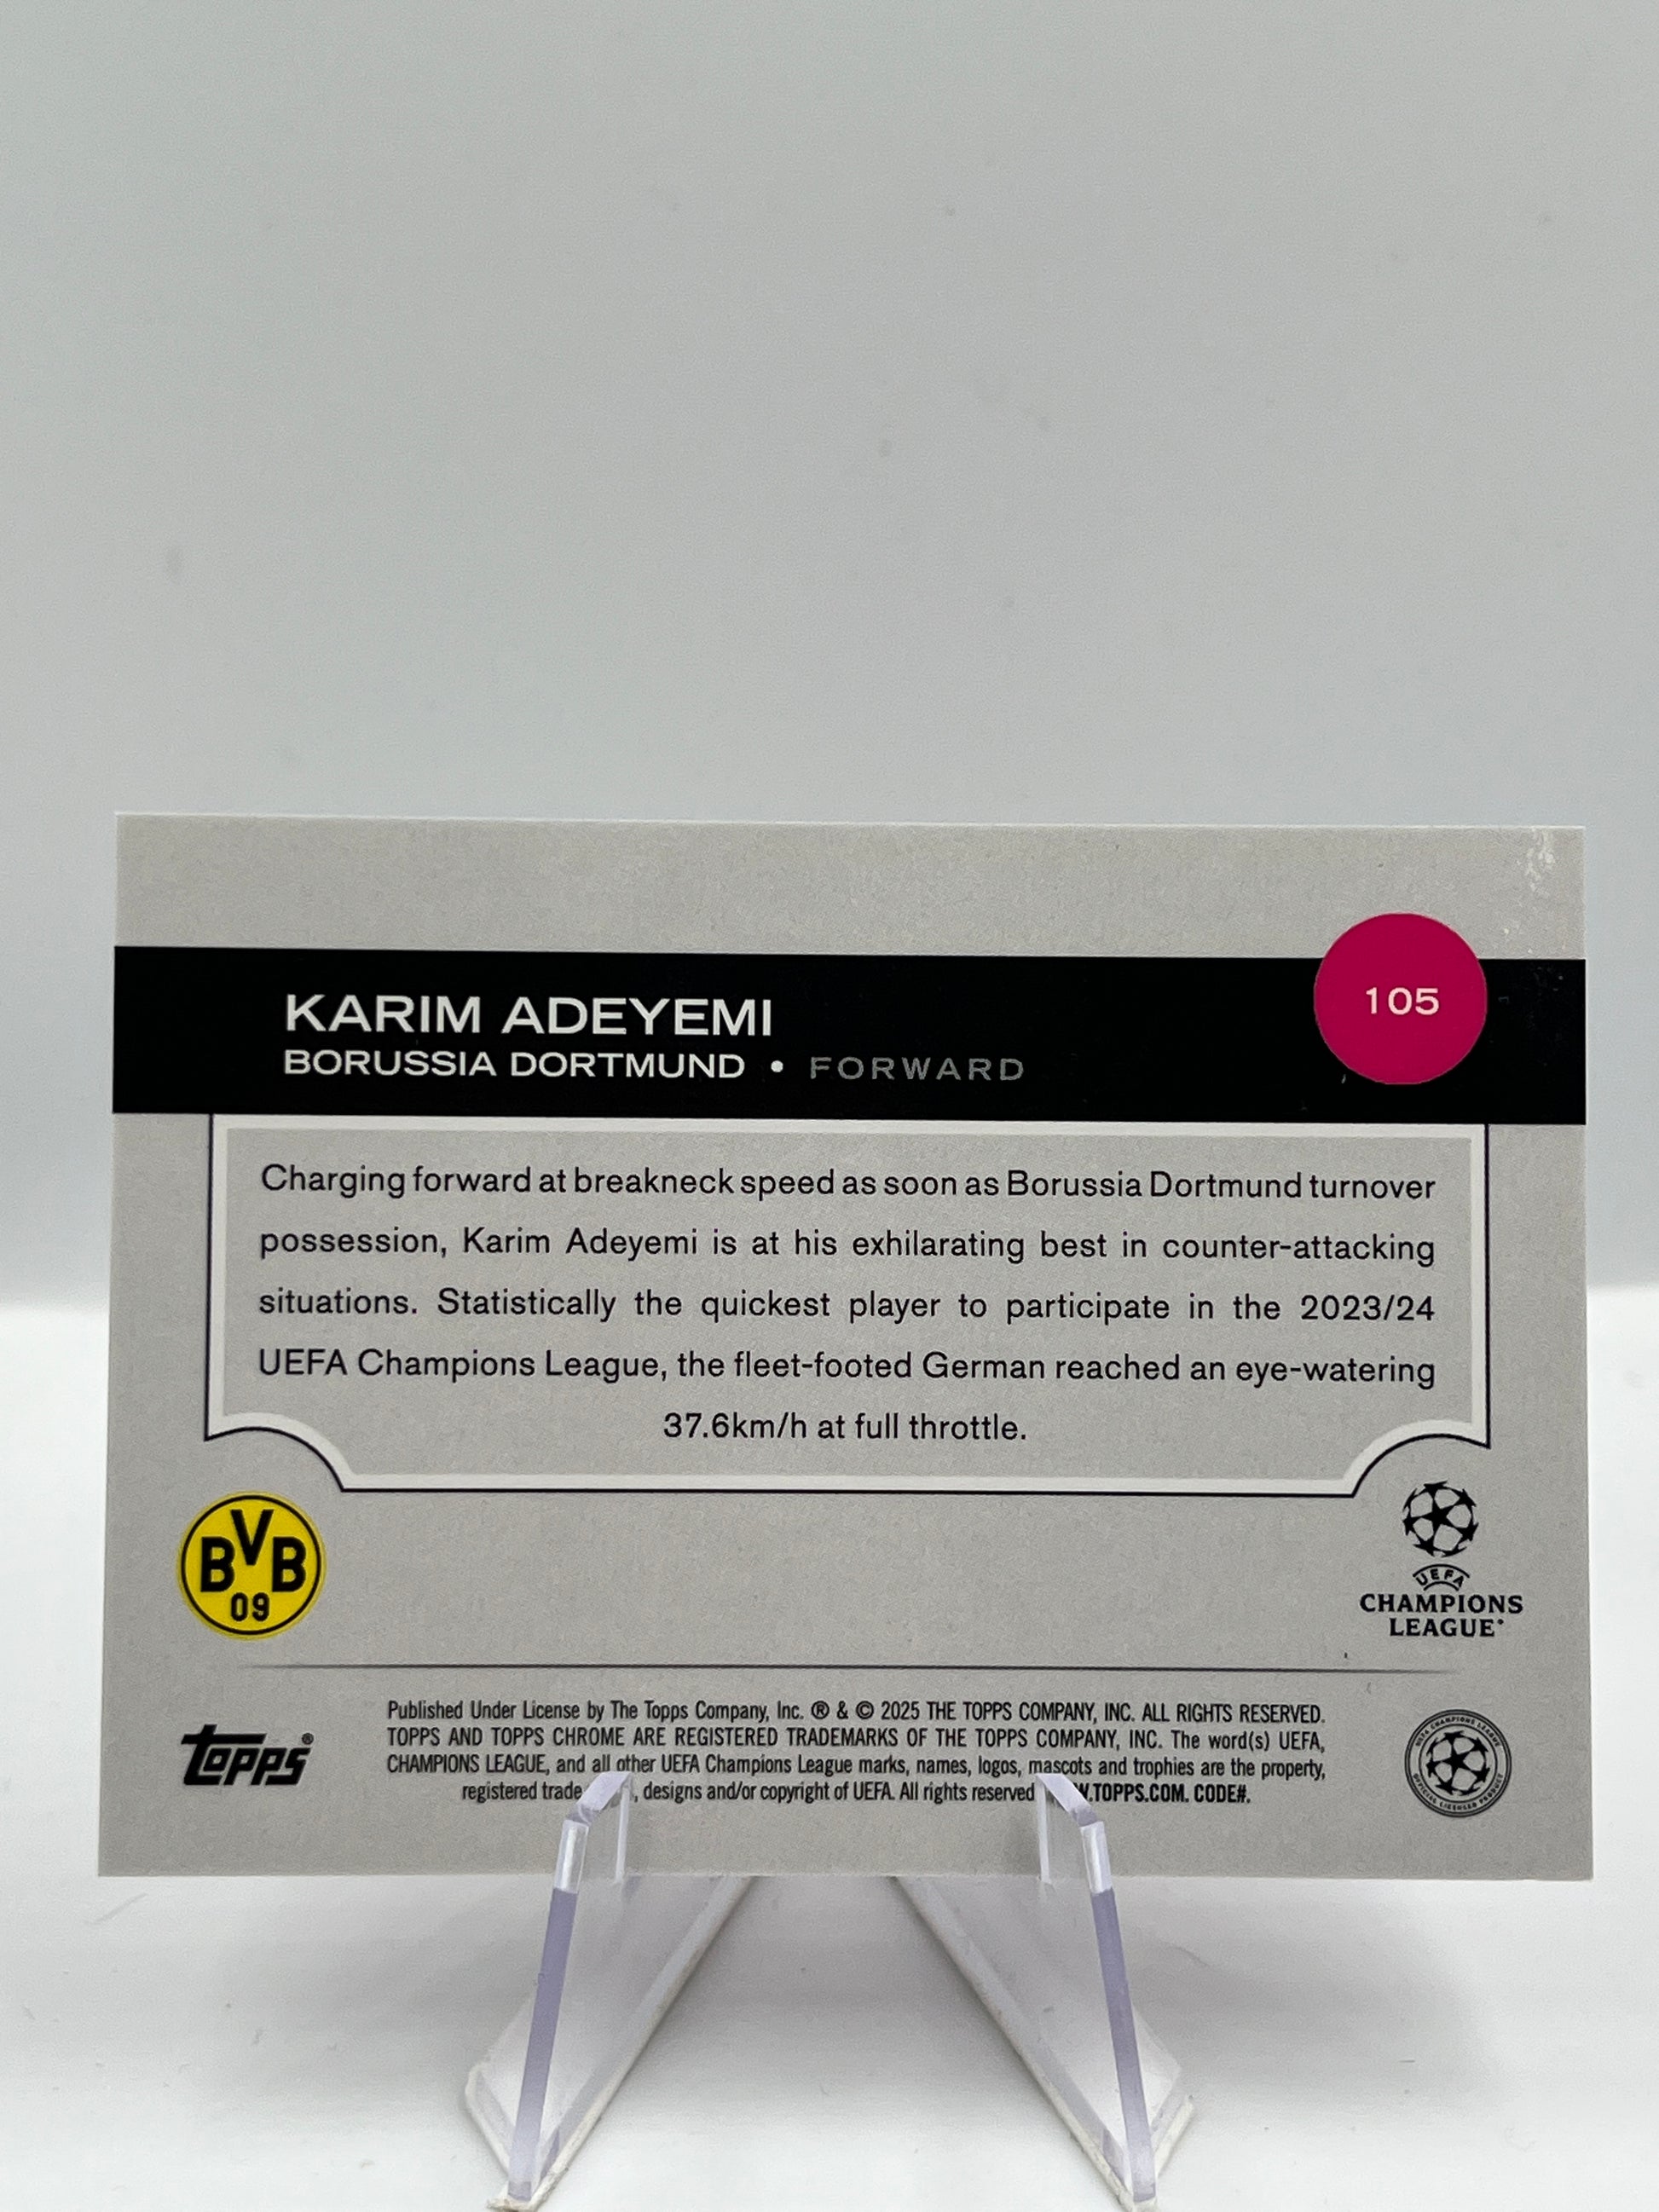 105
KARIM ADEYEMI
BORUSSIA DORTMUND • FORWARD
Charging forward at breakneck speed as soon as Borussia Dortmund turnover
possession, Karim Adeyemi is at his exhilarating best in counter-attacking
situations. Statistically the quickest player to participate in the 2023/24
UEFA Champions League, the fleet-footed German reached an eye-watering
37.6km/h at full throttle.
BVB
09
UEFA
CHAMPIONS
LEAGUE
topps®
Published Under License by The Topps Company, Inc. ® & © 2025 THE TOPPS COMPANY, INC. ALL RIGHTS RESERVED.
TOPPS AND TOPPS CHROME ARE REGISTERED TRADEMARKS OF THE TOPPS COMPANY, INC. The word(s) UEFA,
CHAMPIONS LEAGUE, and all other UEFA Champions League marks, names, logos, mascots and trophies are the property,
registered trade , designs and/or copyright of UEFA. All rights reserved W.TOPPS.COM. CODE#.
UEFA CHAMPIONS LEAGUE
OFFICIAL LICENSED PRODUCT